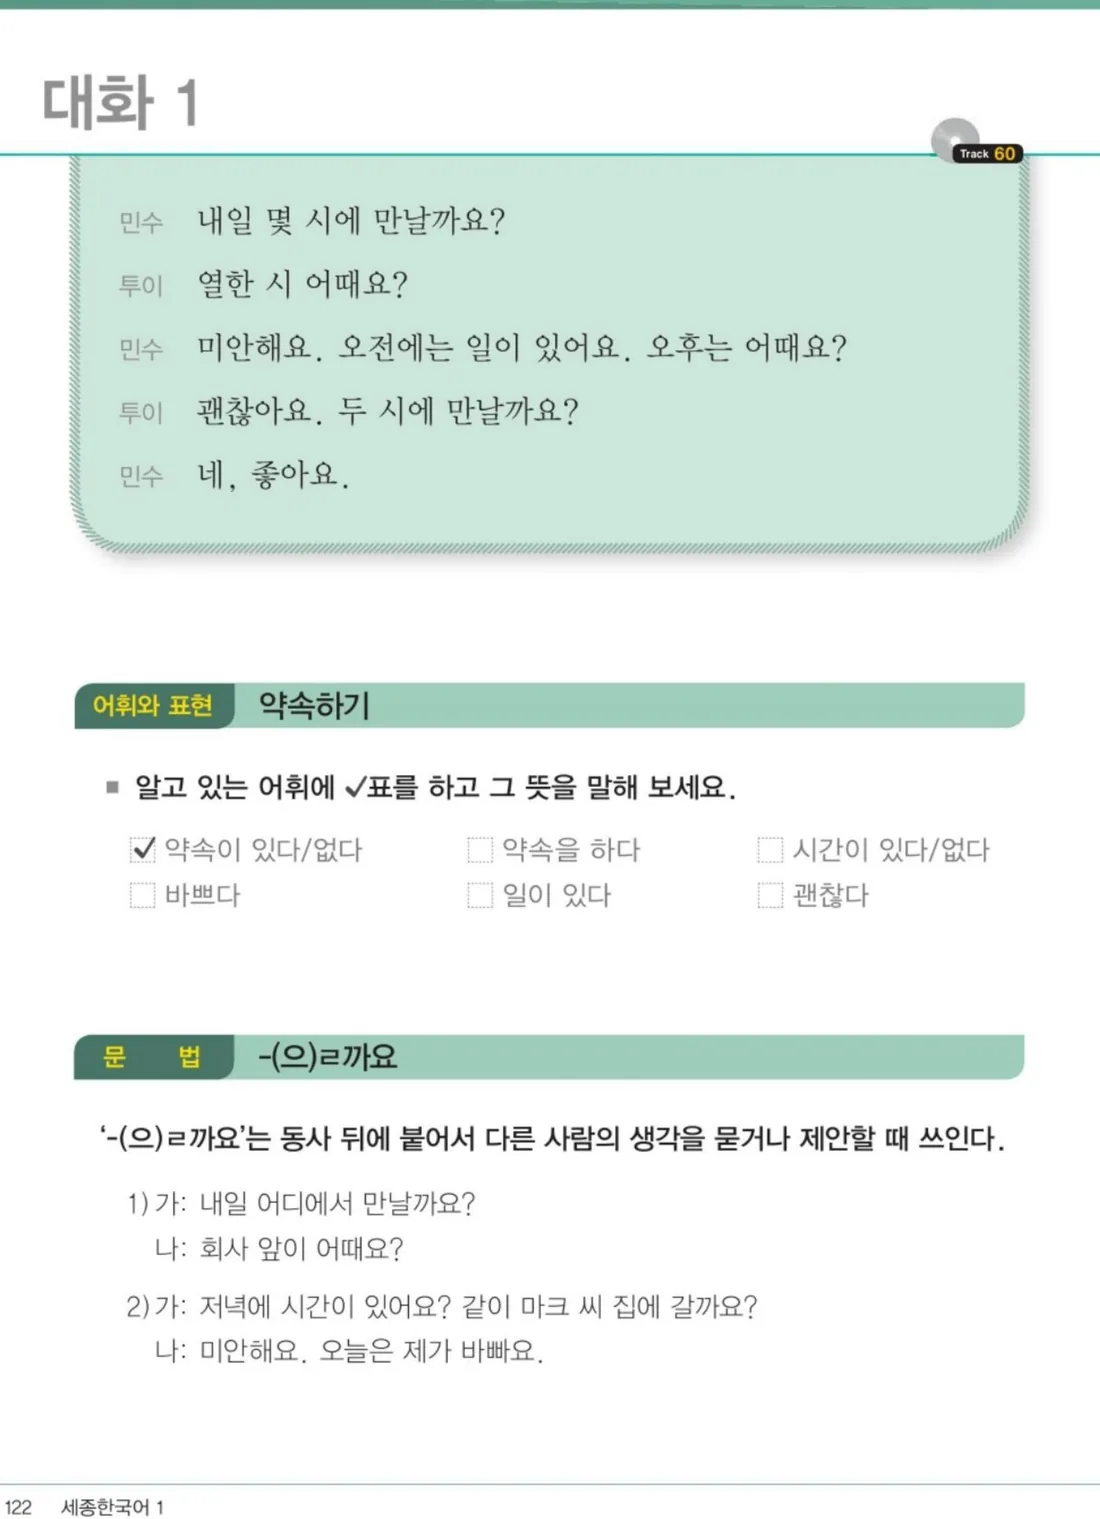 대화 1
Track 60
민수 내일 몇 시에 만날까요?
투이 열한 시 어때요?
민수 미안해요. 오전에는 일이 있어요. 오후는 어때요?
투이 괜찮아요. 두 시에 만날까요?
민수 네, 좋아요.
어휘와 표현 약속하기
■ 알고 있는 어휘에 ✓표를 하고 그 뜻을 말해 보세요.
✓ 약속이 있다/없다 □ 약속을 하다 □ 시간이 있다/없다
□ 바쁘다 □ 일이 있다 □ 괜찮다
문 법 -(으)ㄹ까요
‘-(으)ㄹ까요’는 동사 뒤에 붙어서 다른 사람의 생각을 묻거나 제안할 때 쓰인다.
1) 가: 내일 어디에서 만날까요?
나: 회사 앞이 어때요?
2) 가: 저녁에 시간이 있어요? 같이 마크 씨 집에 갈까요?
나: 미안해요. 오늘은 제가 바빠요.
122 세종한국어 1